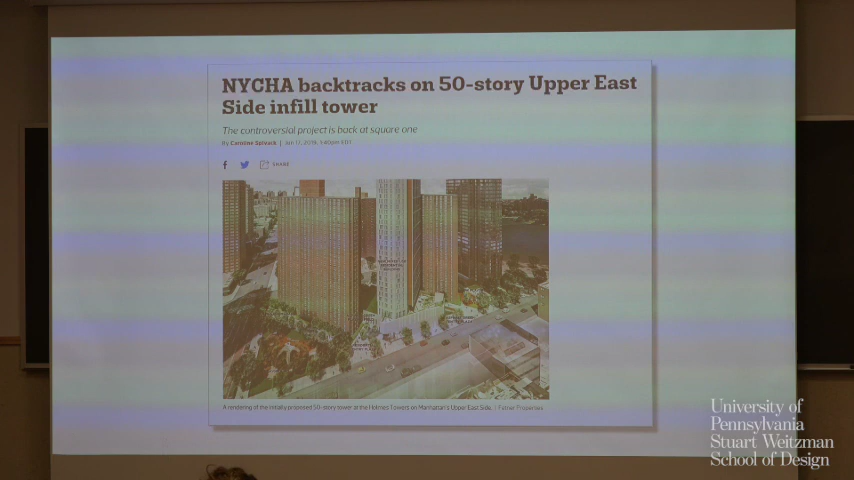 NYCHA backtracks on 50-story Upper East
Side infill tower
The controversial project is back at square one
By Caroline Spivack | Jun 17, 2019, 1:40pm EDT
SHARE
A rendering of the initially proposed 50-story tower at the Holmes Towers on Manhattan's Upper East Side. | Fetner Properties
University of
Pennsylvania
Stuart Weitzman
School of Design